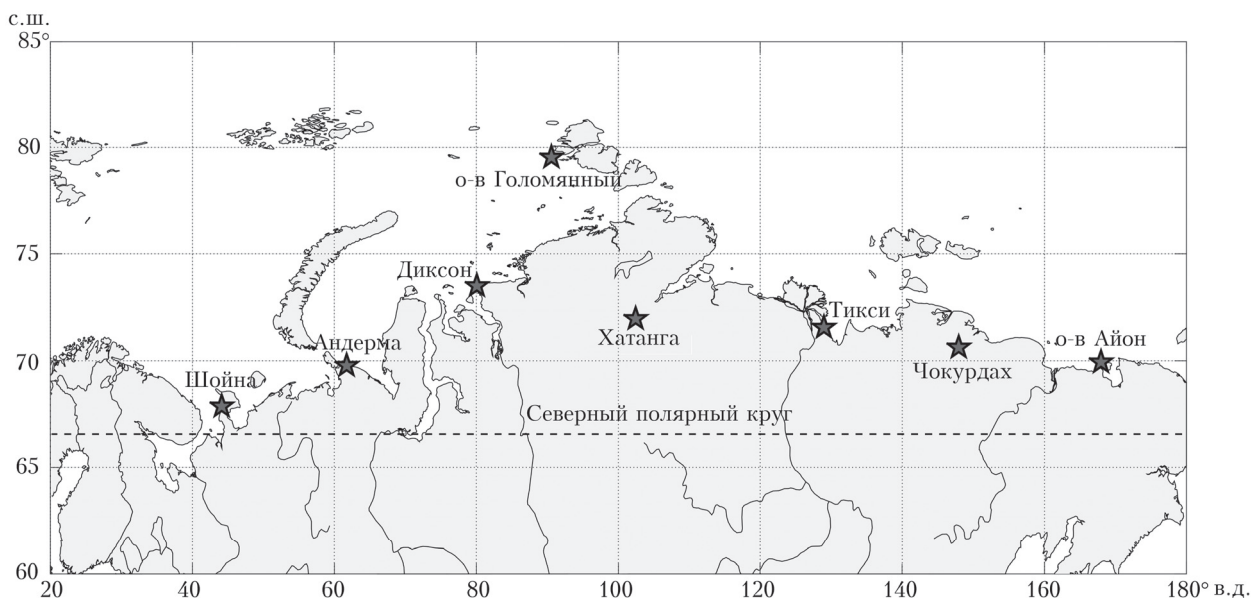 с.ш.
85°
80
о-в Голомянный
75
Диксон
Тикси
Хатанга
Андерма
о-в Айон
70
Чокурдах
Шойна
Северный полярный круг
65
60
20 40 60 80 100 120 140 160 180° в.д.